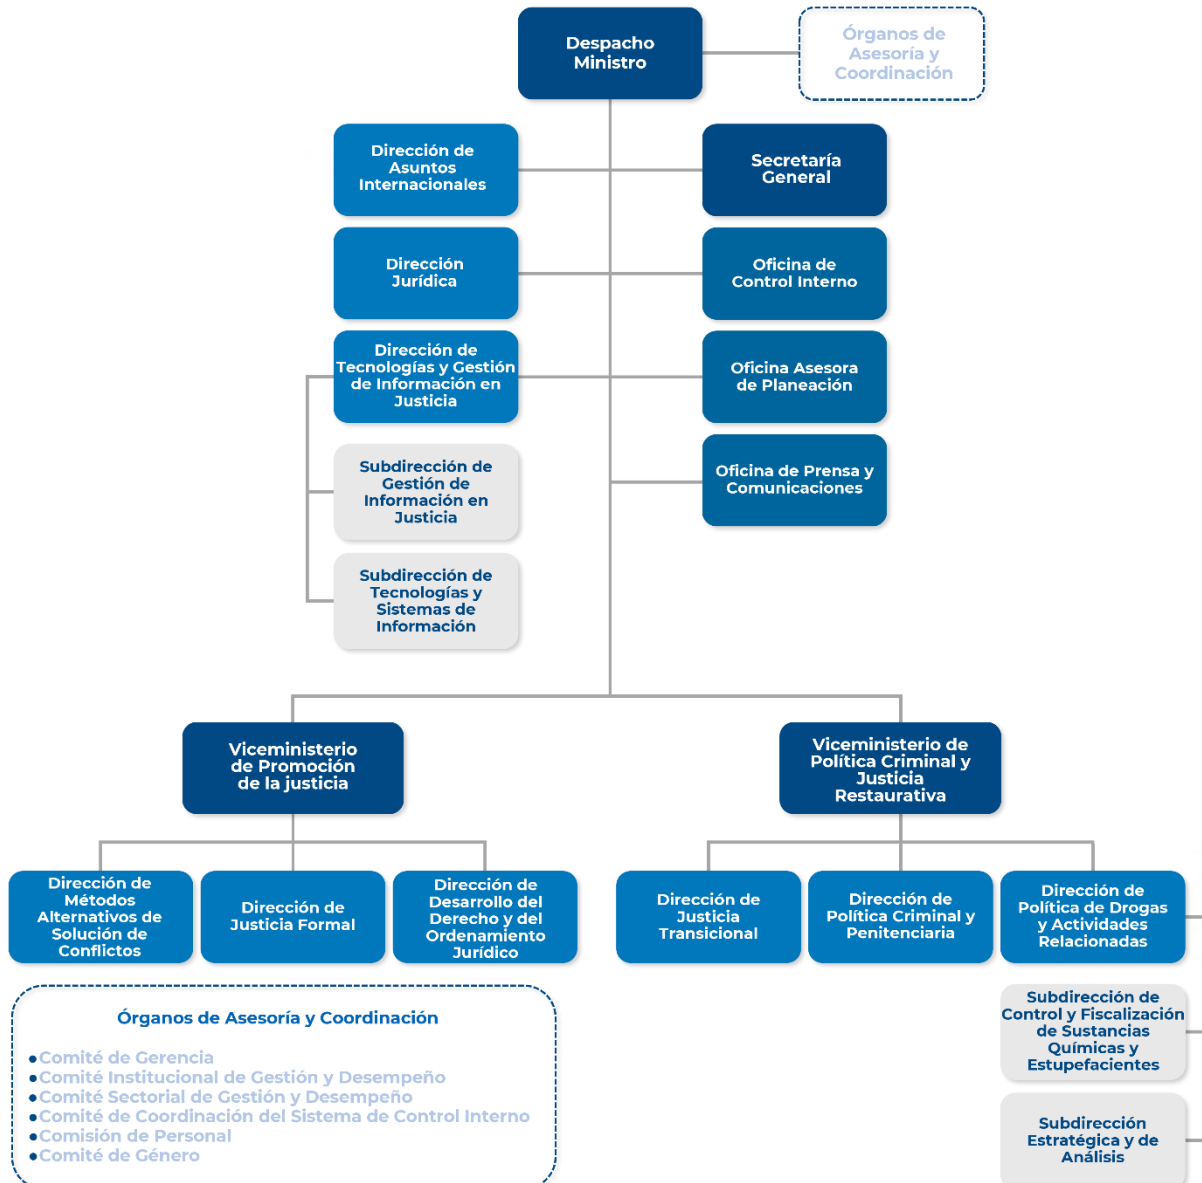 Despacho
Ministro
Órganos de
Asesoría y
Coordinación
Dirección de
Asuntos
Internacionales
Secretaría
General
Dirección
Jurídica
Oficina de
Control Interno
Dirección de
Tecnologías y Gestión
de Información en
Justicia
Oficina Asesora
de Planeación
Subdirección de
Gestión de
Información en
Justicia
Oficina de Prensa y
Comunicaciones
Subdirección de
Tecnologías y
Sistemas de
Información
Viceministerio
de Promoción
de la justicia
Viceministerio de
Política Criminal y
Justicia
Restaurativa
Dirección de
Métodos
Alternativos de
Solución de
Conflictos
Dirección de
Justicia Formal
Dirección de
Desarrollo del
Derecho y del
Ordenamiento
Jurídico
Dirección de
Justicia
Transicional
Dirección de
Política Criminal y
Penitenciaria
Dirección de
Política de Drogas
y Actividades
Relacionadas
Órganos de Asesoría y Coordinación
•Comité de Gerencia
•Comité Institucional de Gestión y Desempeño
•Comité Sectorial de Gestión y Desempeño
•Comité de Coordinación del Sistema de Control Interno
•Comisión de Personal
•Comité de Género
Subdirección de
Control y Fiscalización
de Sustancias
Químicas y
Estupefacientes
Subdirección
Estratégica y de
Análisis